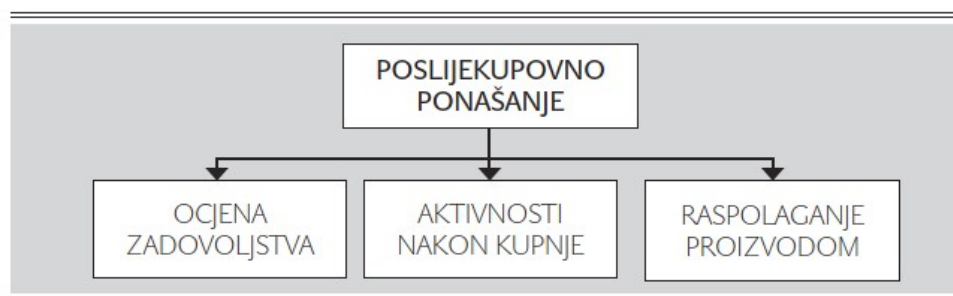 POSLIJEKUPOVNO
PONAŠANJE
OCJENA
ZADOVOLJSTVA
AKTIVNOSTI
NAKON KUPNJE
RASPOLAGANJE
PROIZVODOM